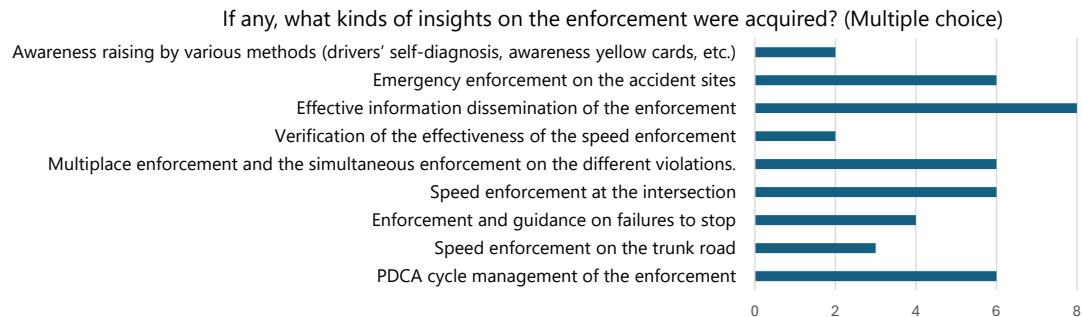 If any, what kinds of insights on the enforcement were acquired? (Multiple choice)
Awareness raising by various methods (drivers’ self-diagnosis, awareness yellow cards, etc.)
Emergency enforcement on the accident sites
Effective information dissemination of the enforcement
Verification of the effectiveness of the speed enforcement
Multiplace enforcement and the simultaneous enforcement on the different violations.
Speed enforcement at the intersection
Enforcement and guidance on failures to stop
Speed enforcement on the trunk road
PDCA cycle management of the enforcement
0 2 4 6 8